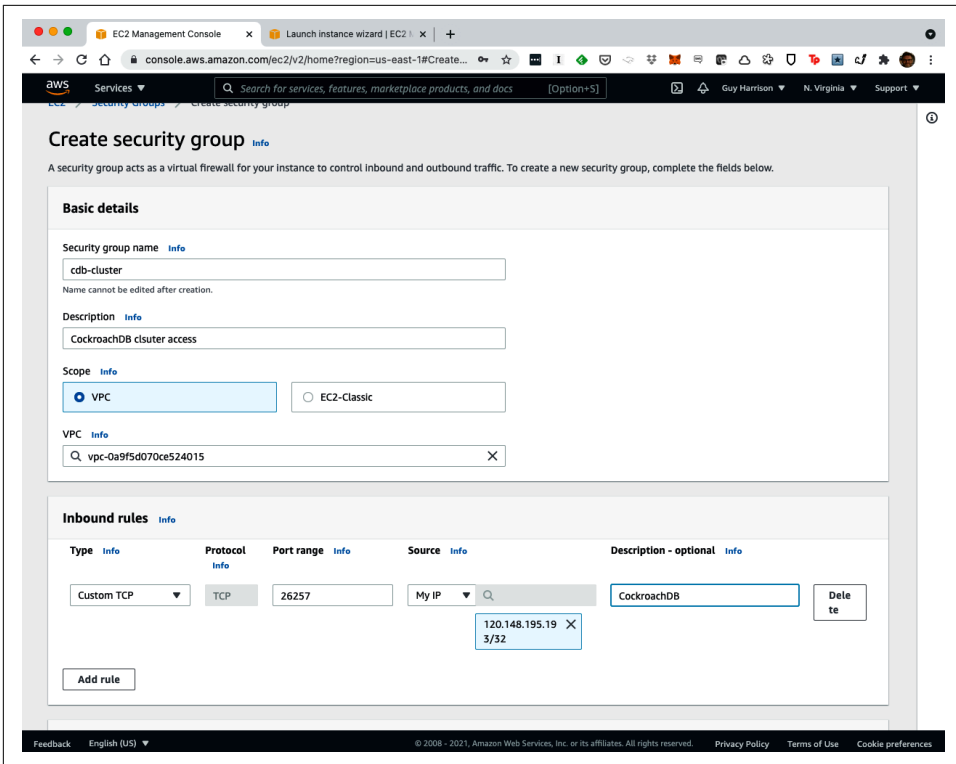 EC2 Management Console
Launch instance wizard | EC2
console.aws.amazon.com/ec2/v2/home?region=us-east-1#Create...
aws
Services
Search for services, features, marketplace products, and docs
[Option+S]
Guy Harrison
N. Virginia
Support
EC2 > Security Groups > Create security group
Create security group Info
A security group acts as a virtual firewall for your instance to control inbound and outbound traffic. To create a new security group, complete the fields below.
Basic details
Security group name Info
cdb-cluster
Name cannot be edited after creation.
Description Info
CockroachDB clsuter access
Scope Info
VPC
EC2-Classic
VPC Info
vpc-0a9f5d070ce524015
Inbound rules Info
Type Info
Protocol
Info
Port range Info
Source Info
Description - optional Info
Custom TCP
TCP
26257
My IP
CockroachDB
Dele
te
120.148.195.19
3/32
Add rule
Feedback
English (US)
© 2008 - 2021, Amazon Web Services, Inc. or its affiliates. All rights reserved.
Privacy Policy
Terms of Use
Cookie preferences